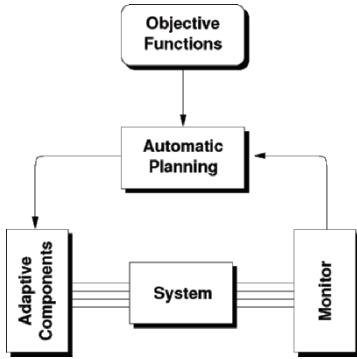 Objective
Functions
Automatic
Planning
Adaptive
Components
System
Monitor